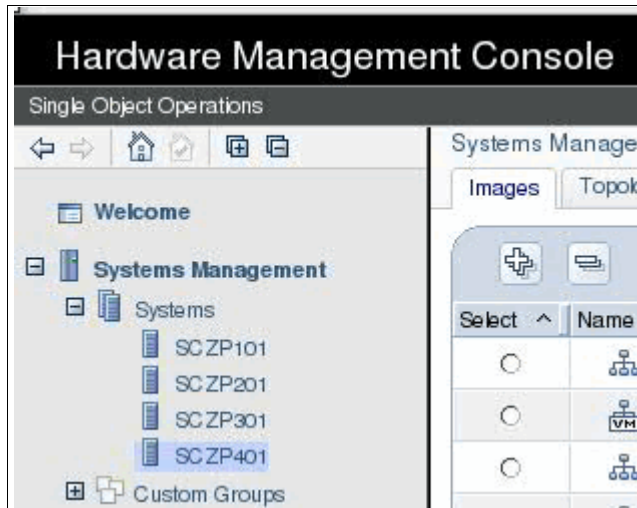 Hardware Management Console
Single Object Operations
Systems Manage
Images
Topol
Welcome
Systems Management
Systems
SCZP101
SCZP201
SCZP301
SCZP401
Custom Groups
Select
Name
VM